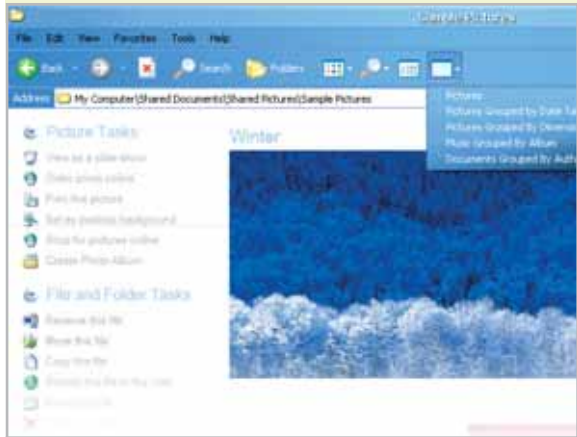 Sample Pictures
File Edit View Favorites Tools Help
Back Search Folders
Address My Computer\Shared Documents\Shared Pictures\Sample Pictures
Pictures
Pictures Grouped by Date Ta
Pictures Grouped by Dimensi
Music Grouped by Album
Documents Grouped by Auth
Picture Tasks
Winter
View as a slide show
Order prints online
Print this picture
Set as desktop background
Shop for pictures online
Create Photo Album
File and Folder Tasks
Rename this file
Move this file
Copy this file
Publish this file to the Web